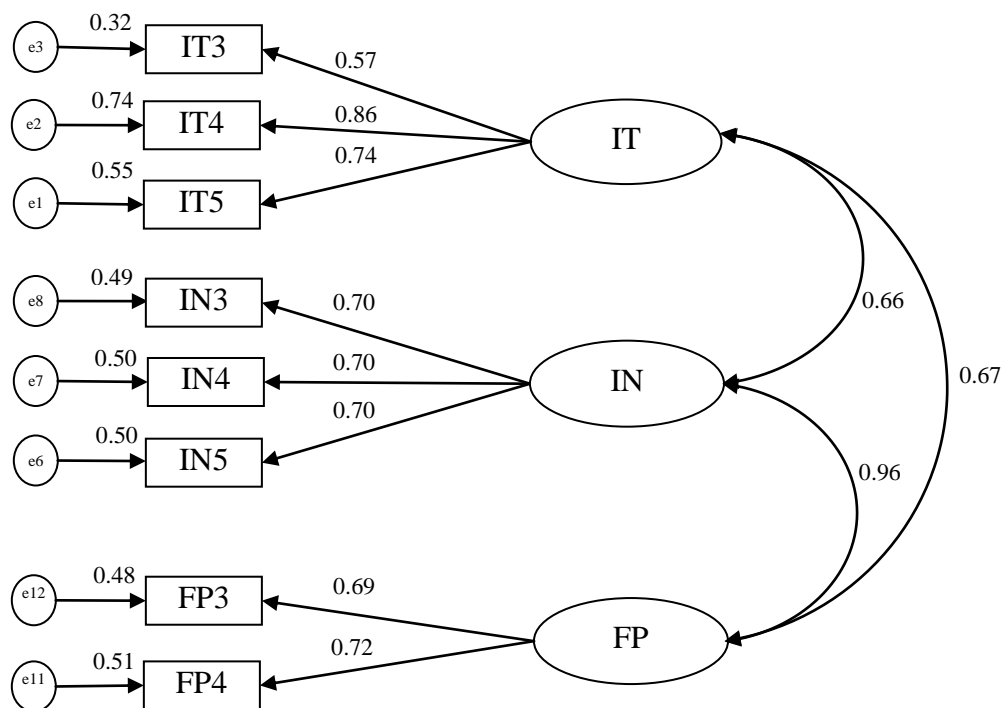 0.32
e3
IT3
0.57
0.74
e2
IT4
0.86
IT
0.55
0.74
e1
IT5
0.49
e8
IN3
0.70
0.66
0.50
e7
IN4
0.70
IN
0.67
0.50
e6
IN5
0.70
0.96
0.48
e12
FP3
0.69
FP
0.51
e11
FP4
0.72